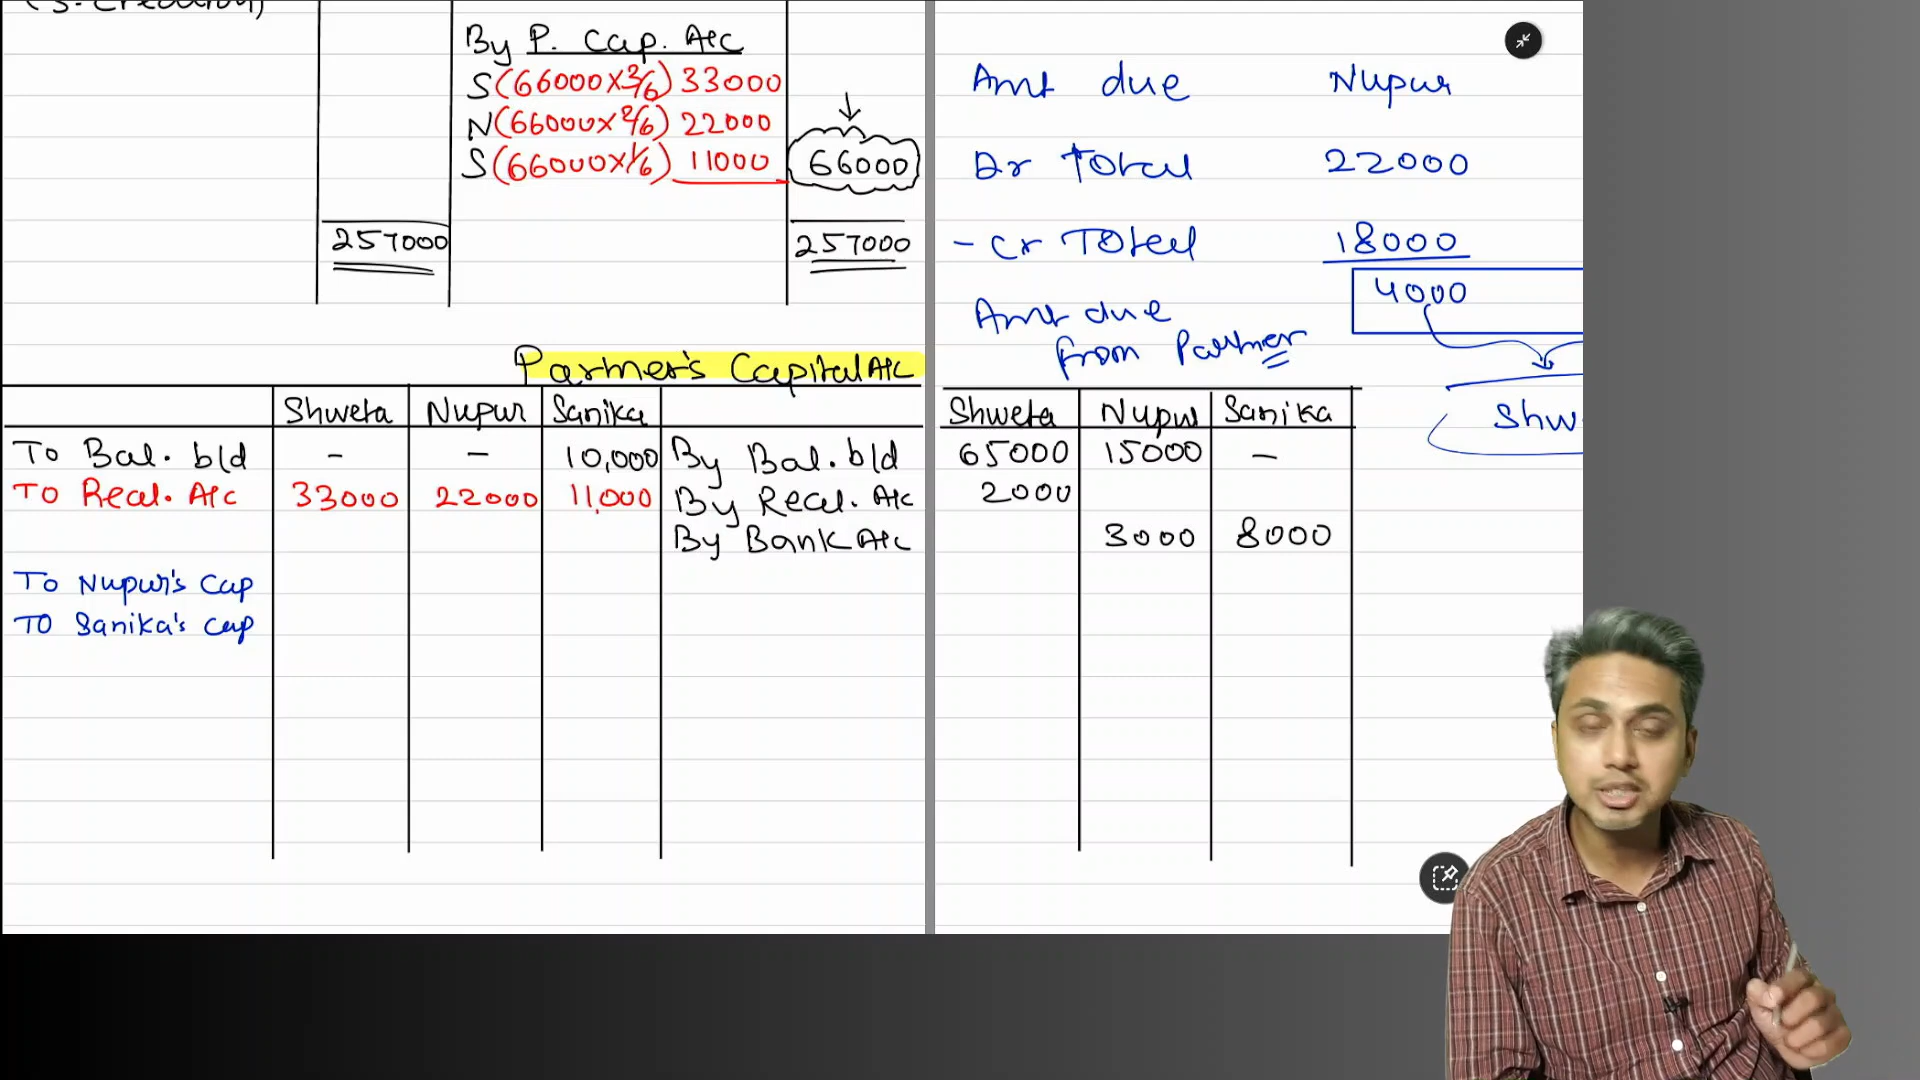 By P. Cap. A/c
S(66000×3/6) 33000
N(66000×2/6) 22000
S(66000×1/6) 11000 66000
257000 257000
Amt due Nupur
Dr Total 22000
- Cr Total 18000
4000
Amt due
from Partner
Shw
Partner's Capital A/c
Shweta Nupur Sanika Shweta Nupur Sanika
To Bal. b/d - - 10,000 By Bal. b/d 65000 15000 -
To Real. A/c 33000 22000 11,000 By Real. A/c 2000
By Bank A/c 3000 8000
To Nupur's Cap
To Sanika's Cap